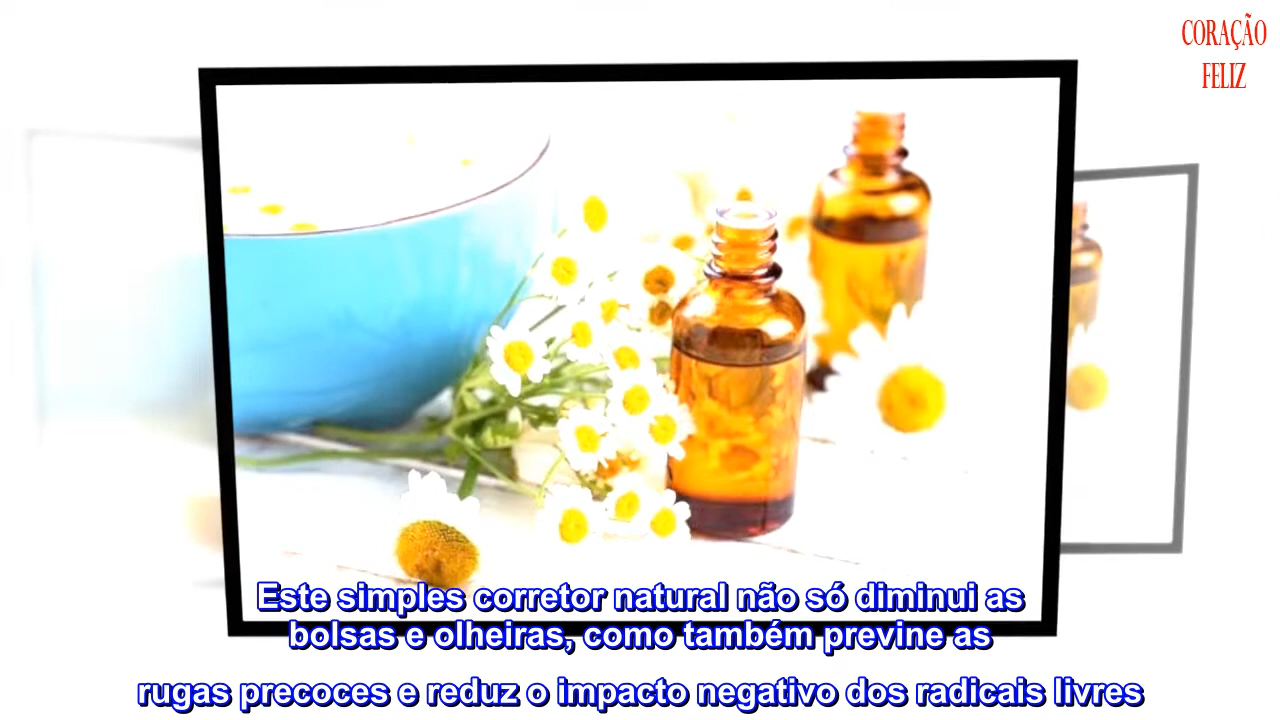 CORAÇÃO
FELIZ
Este simples corretor natural não só diminui as
bolsas e olheiras, como também previne as
rugas precoces e reduz o impacto negativo dos radicais livres